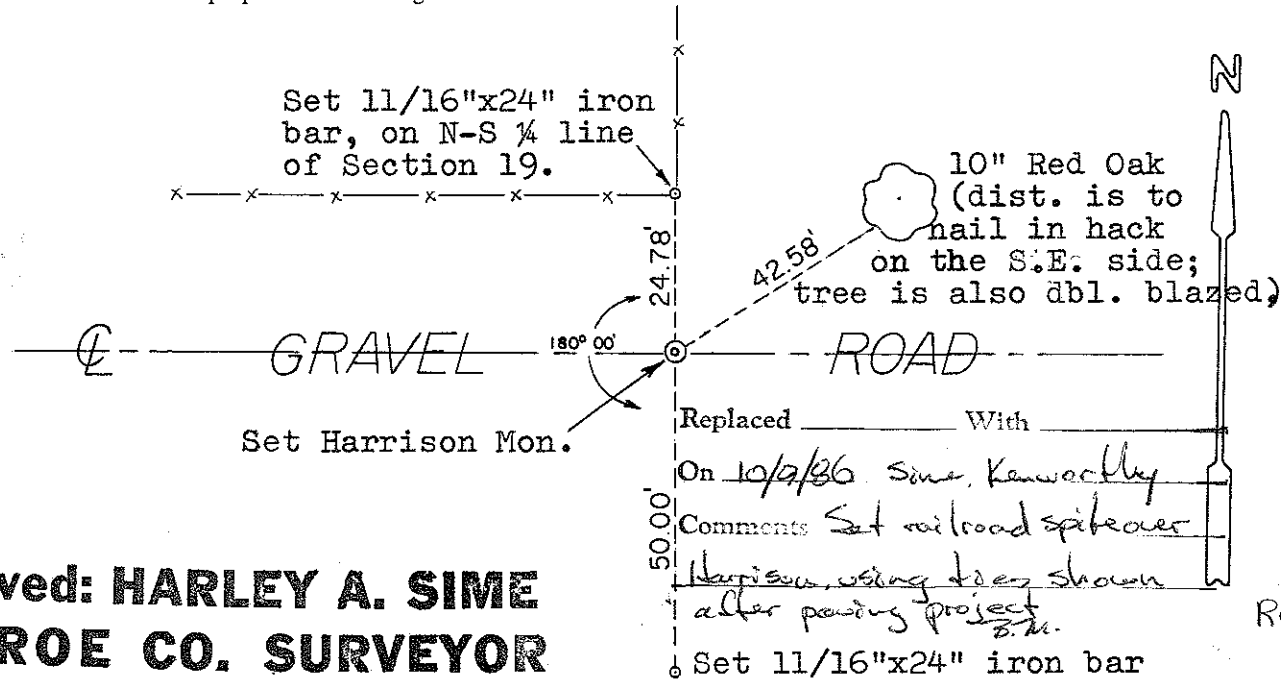 Set 11/16"x24" iron
bar, on N-S ¼ line
of Section 19.
N
10" Red Oak
(dist. is to
nail in hack
on the S.E. side;
tree is also dbl. blazed)
24.78'
42.58'
180° 00'
℄ GRAVEL ROAD
Set Harrison Mon.
Replaced With
On 10/9/86 Sime, Kenworthy
Comments Set railroad spike over
Harrison, using ties shown
after paving project
50.00'
Set 11/16"x24" iron bar
ved: HARLEY A. SIME
ROE CO. SURVEYOR